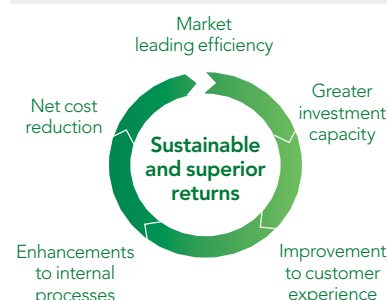 Market
leading efficiency
Greater
investment
capacity
Improvement
to customer
experience
Enhancements
to internal
processes
Net cost
reduction
Sustainable
and superior
returns